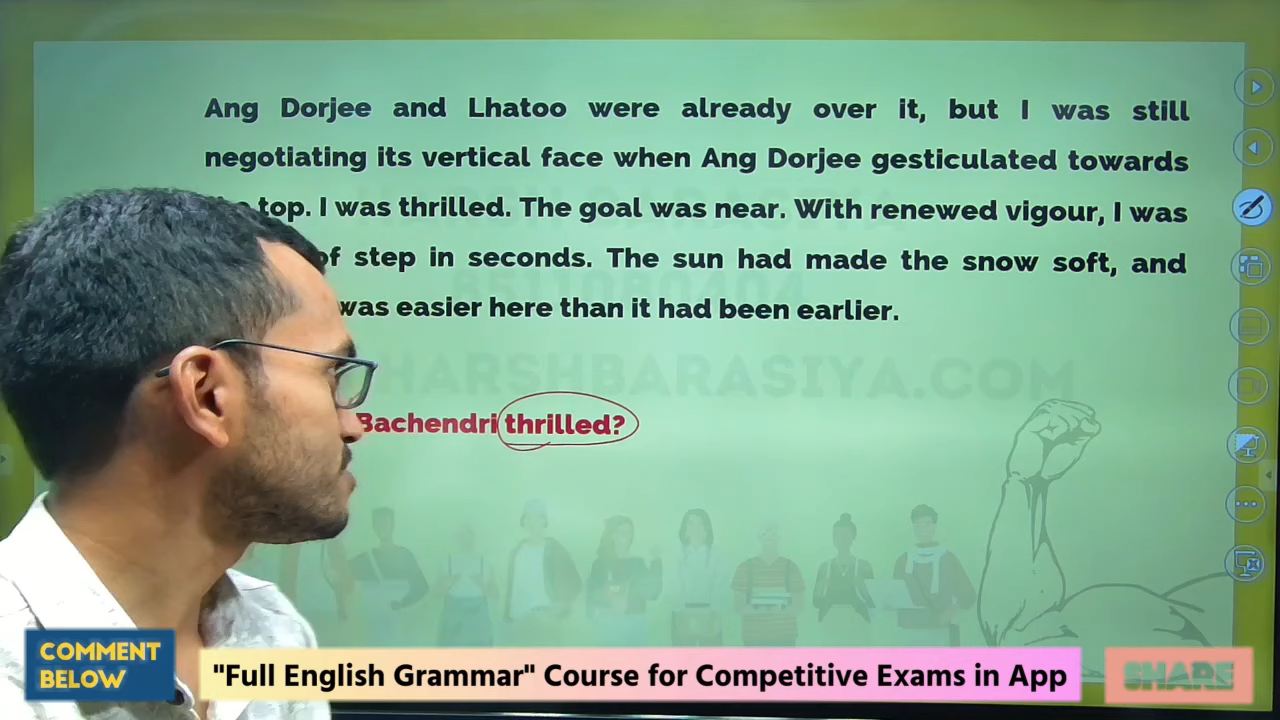 Ang Dorjee and Lhatoo were already over it, but I was still
negotiating its vertical face when Ang Dorjee gesticulated towards
top. I was thrilled. The goal was near. With renewed vigour, I was
of step in seconds. The sun had made the snow soft, and
was easier here than it had been earlier.
HARSHBARASIYA.COM
Bachendri thrilled?
COMMENT
BELOW
"Full English Grammar" Course for Competitive Exams in App
SHARE